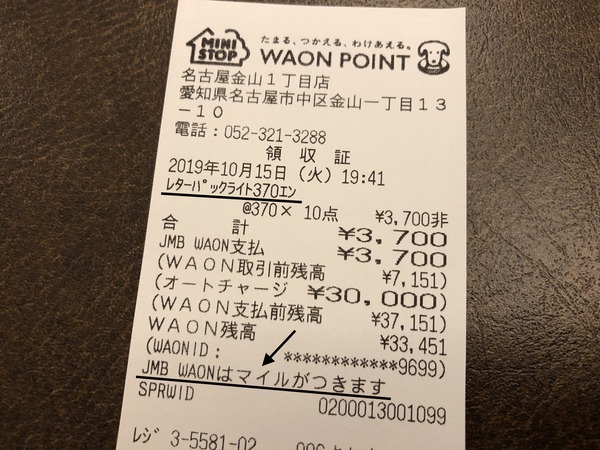 MINI STOP
たまる、つかえる、わけあえる。
WAON POINT
名古屋金山1丁目店
愛知県名古屋市中区金山一丁目13
-10
電話：052-321-3288
領 収 証
2019年10月15日（火）19:41
ﾚﾀｰﾊﾟｯｸﾗｲﾄ370ｴﾝ
@370× 10点 ¥3,700非
合 計 ¥3,700
JMB WAON支払 ¥3,700
(WAON取引前残高 ¥7,151)
(オートチャージ ¥30,000)
(WAON支払前残高 ¥37,151)
WAON残高 ¥33,451
(WAONID: ************9699)
JMB WAONはマイルがつきます
SPRWID 0200013001099
ﾚｼﾞ 3-5581-02